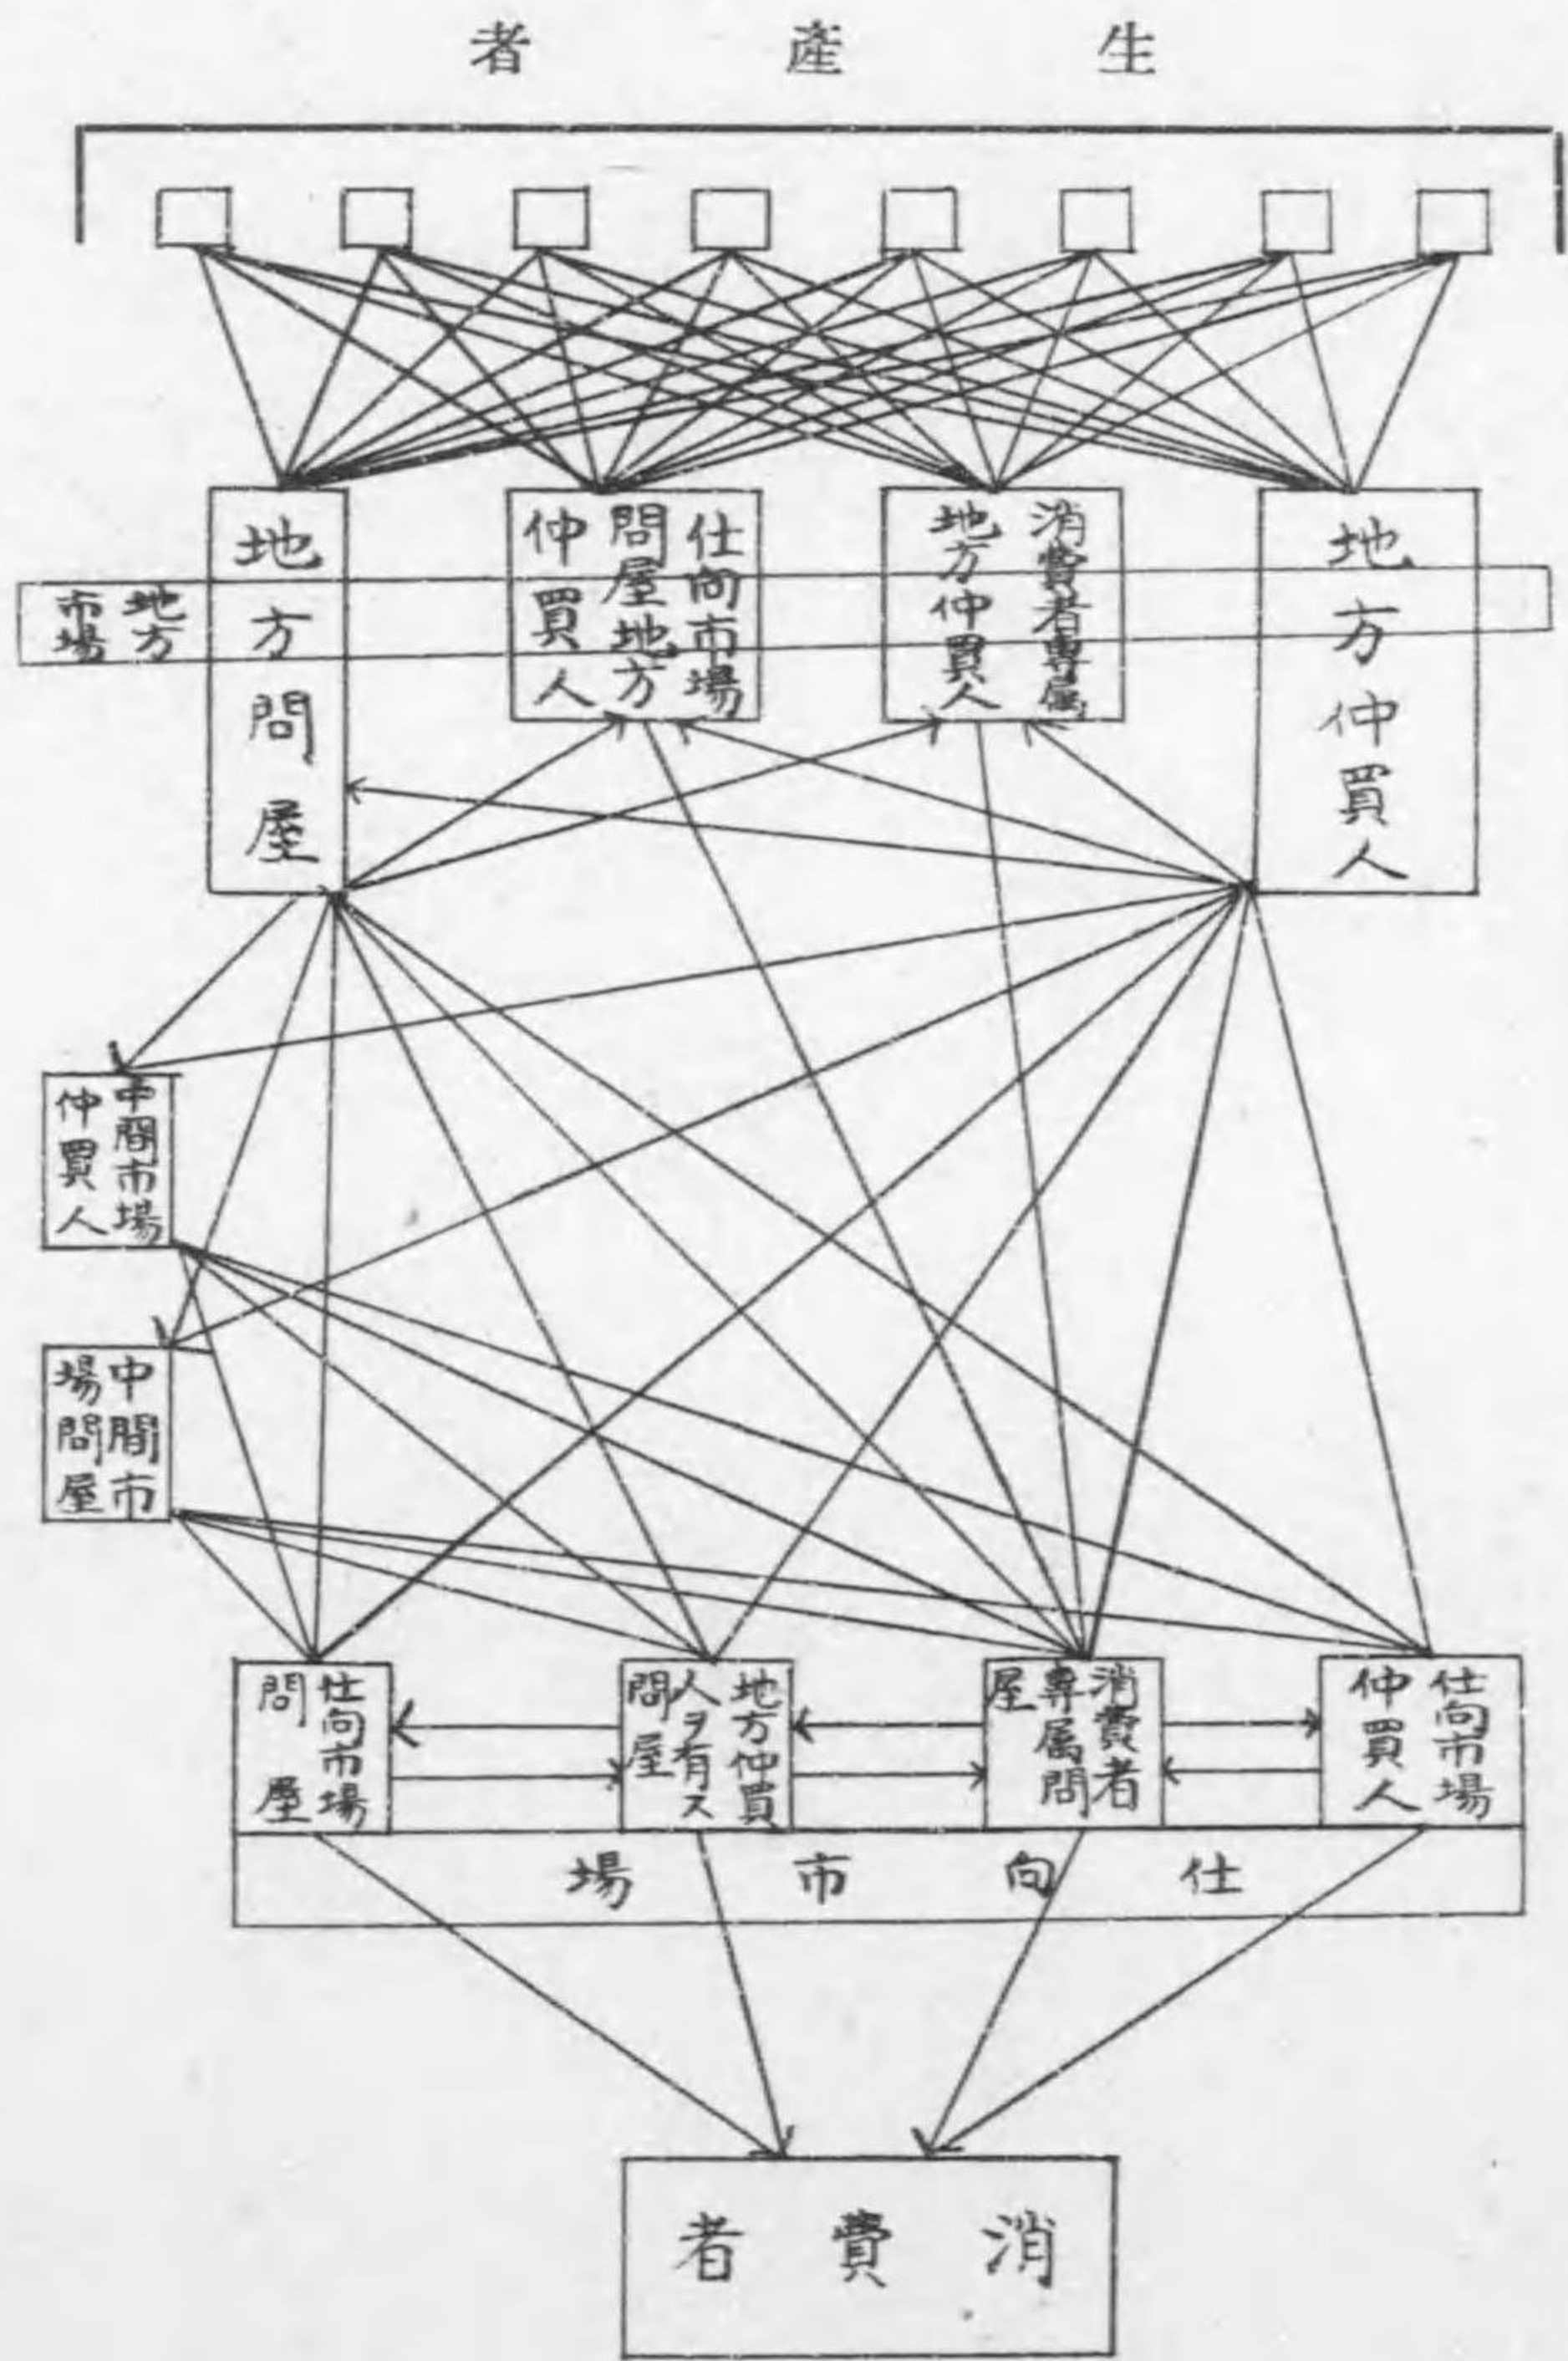 生產者
地方市場
地方問屋
仕向市場
問屋地方
仲買人
消費者專属
地方仲買人
地方仲買人
中間市場
仲買人
中間市
場問屋
仕向市場
問屋
地方仲買
人ヲ有ス
問屋
消費者
專属問
屋
仕向市場
仲買人
仕向市場
消費者